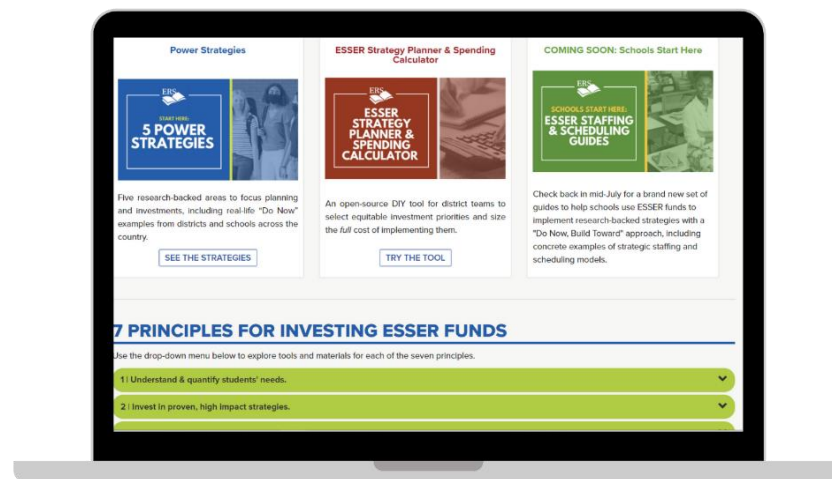 Power Strategies
ERS
START HERE:
5 POWER
STRATEGIES
Five research-backed areas to focus planning
and investments, including real-life “Do Now”
examples from districts and schools across the
country.
SEE THE STRATEGIES
ESSER Strategy Planner & Spending
Calculator
ERS
ESSER
STRATEGY
PLANNER &
SPENDING
CALCULATOR
An open-source DIY tool for district teams to
select equitable investment priorities and size
the full cost of implementing them.
TRY THE TOOL
COMING SOON: Schools Start Here
ERS
SCHOOLS START HERE:
ESSER STAFFING
& SCHEDULING
GUIDES
Check back in mid-July for a brand new set of
guides to help schools use ESSER funds to
implement research-backed strategies with a
"Do Now, Build Toward" approach, including
concrete examples of strategic staffing and
scheduling models.
7 PRINCIPLES FOR INVESTING ESSER FUNDS
Use the drop-down menu below to explore tools and materials for each of the seven principles.
1 | Understand & quantify students' needs.
2 | Invest in proven, high impact strategies.